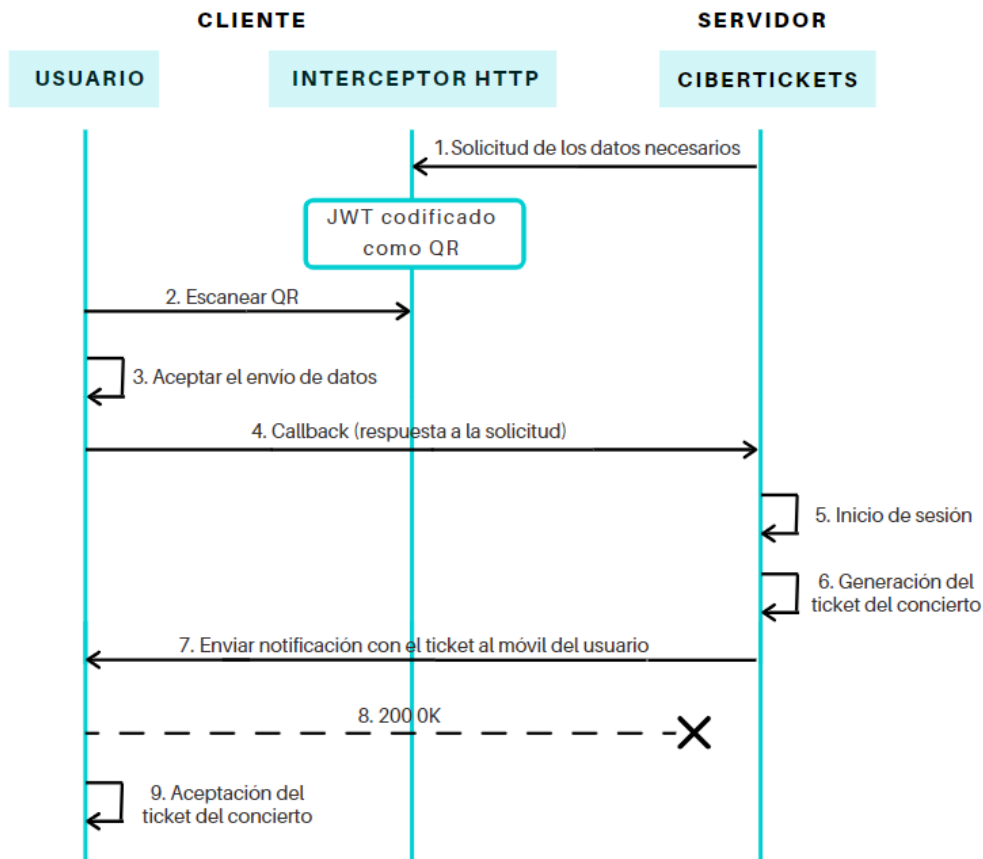 CLIENTE
SERVIDOR
USUARIO
INTERCEPTOR HTTP
CIBERTICKETS
1. Solicitud de los datos necesarios
JWT codificado
como QR
2. Escanear QR
3. Aceptar el envío de datos
4. Callback (respuesta a la solicitud)
5. Inicio de sesión
6. Generación del
ticket del concierto
7. Enviar notificación con el ticket al móvil del usuario
8. 200 OK
9. Aceptación del
ticket del concierto